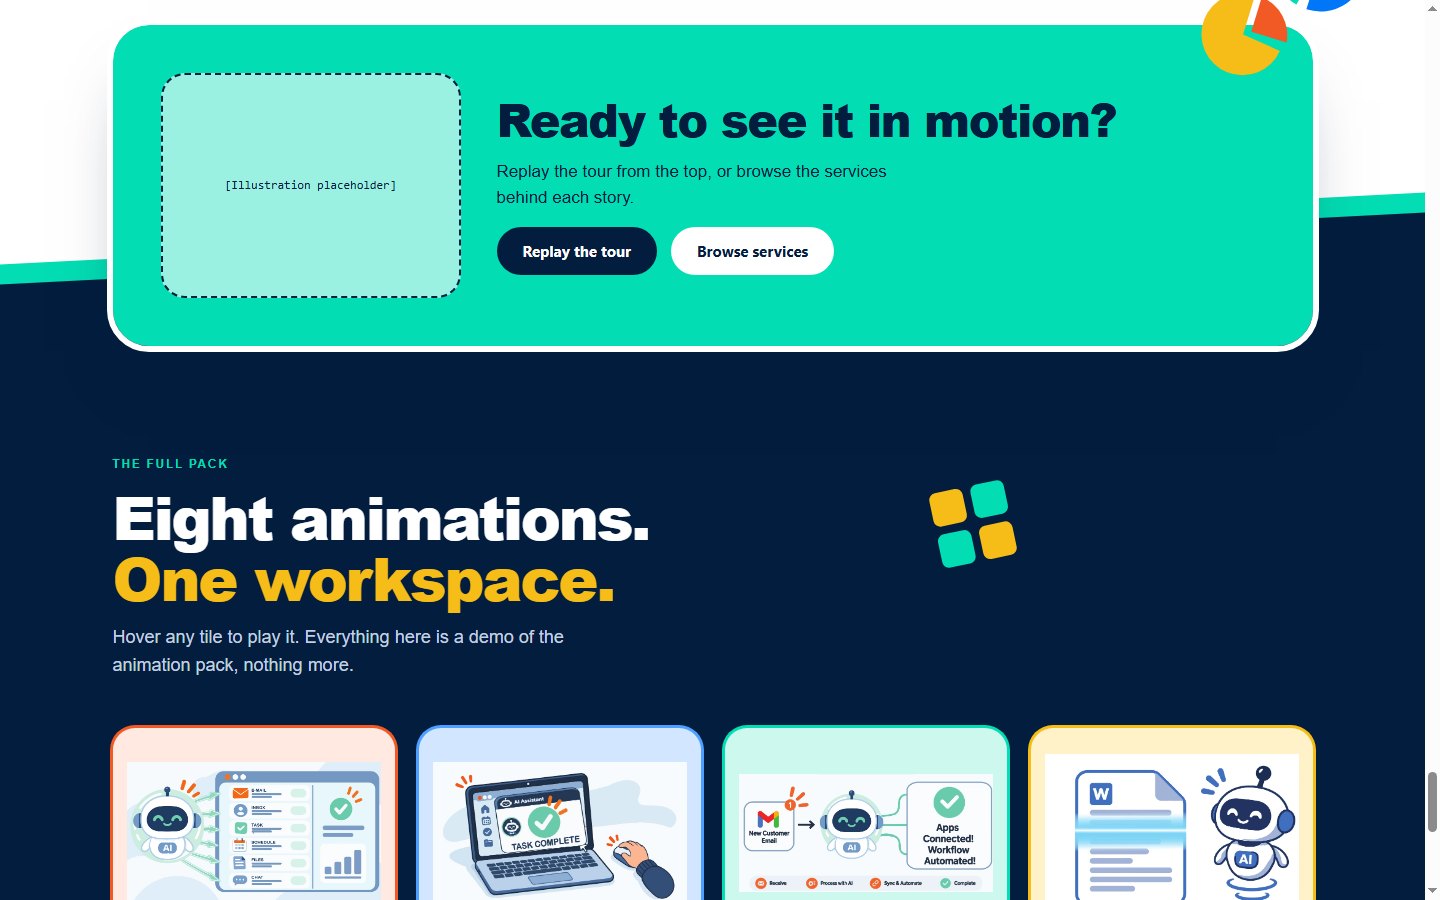 [Illustration placeholder]
Ready to see it in motion?
Replay the tour from the top, or browse the services
behind each story.
Replay the tour
Browse services
THE FULL PACK
Eight animations.
One workspace.
Hover any tile to play it. Everything here is a demo of the
animation pack, nothing more.
AI
E-MAIL
INBOX
TASK
SCHEDULE
FILES
CHAT
AI Assistant
TASK COMPLETE
1
New Customer
Email
AI
Apps
Connected!
Workflow
Automated!
Receive
Process with AI
Sync & Automate
Complete
W
AI